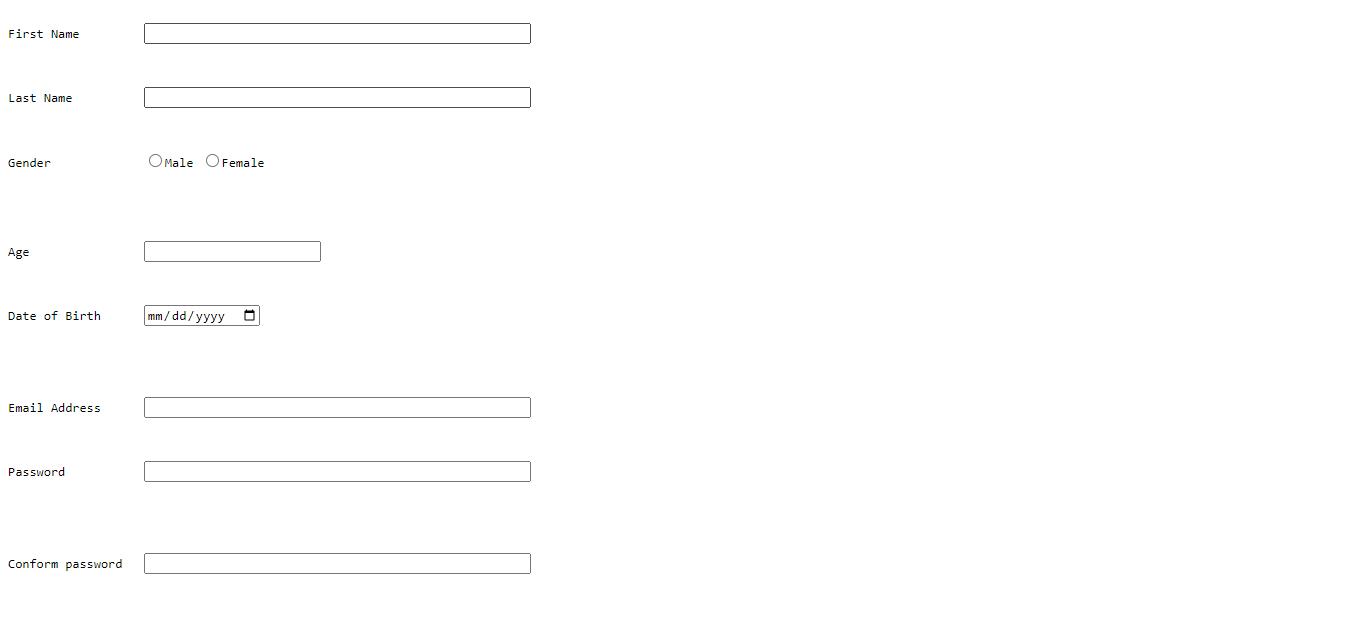 First Name
Last Name
Gender Male Female
Age
Date of Birth mm/dd/yyyy
Email Address
Password
Conform password